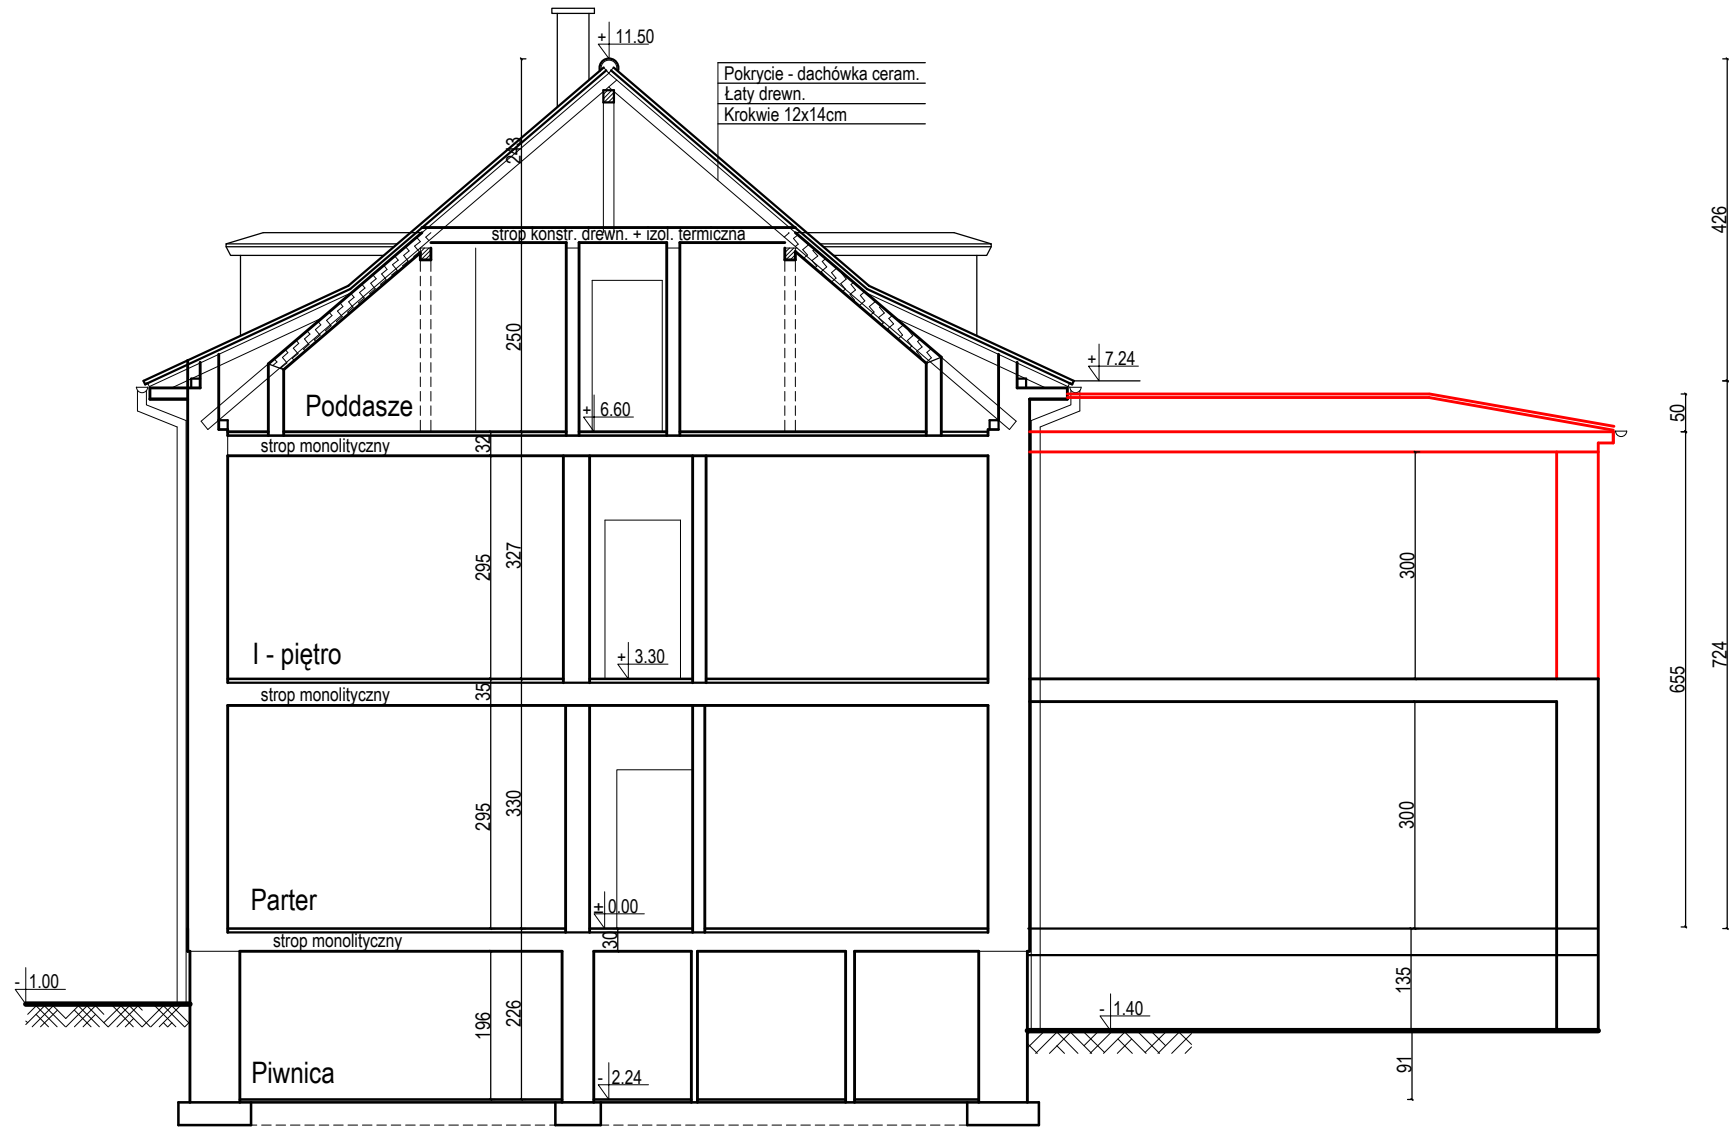 + 11.50
Pokrycie - dachówka ceram.
Łaty drewn.
Krokwie 12x14cm
243
426
strop konstr. drewn. + izol. termiczna
250
+ 7.24
Poddasze
+ 6.60
50
strop monolityczny
32
295
327
300
I - piętro
+ 3.30
655
724
strop monolityczny
35
295
330
300
Parter
+ 0.00
strop monolityczny
30
- 1.00
135
196
226
- 1.40
91
Piwnica
- 2.24